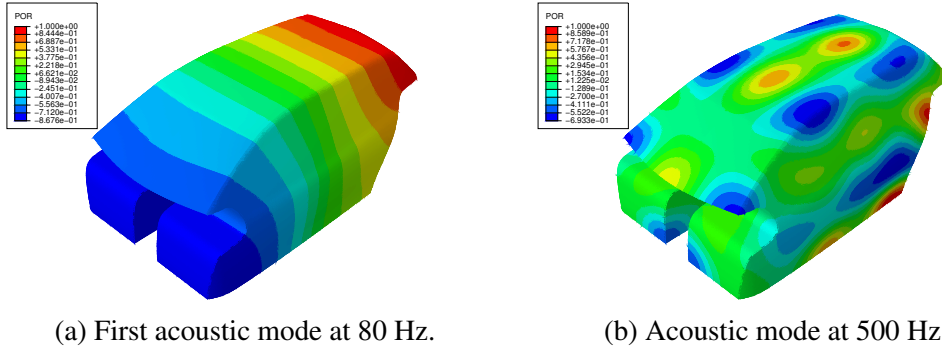 POR
+1.000e+00
+8.444e-01
+6.887e-01
+5.331e-01
+3.775e-01
+2.218e-01
+6.621e-02
-8.943e-02
-2.451e-01
-4.007e-01
-5.563e-01
-7.120e-01
-8.676e-01
POR
+1.000e+00
+8.589e-01
+7.178e-01
+5.767e-01
+4.356e-01
+2.945e-01
+1.534e-01
+1.225e-02
-1.289e-01
-2.700e-01
-4.111e-01
-5.522e-01
-6.933e-01
(a) First acoustic mode at 80 Hz.
(b) Acoustic mode at 500 Hz